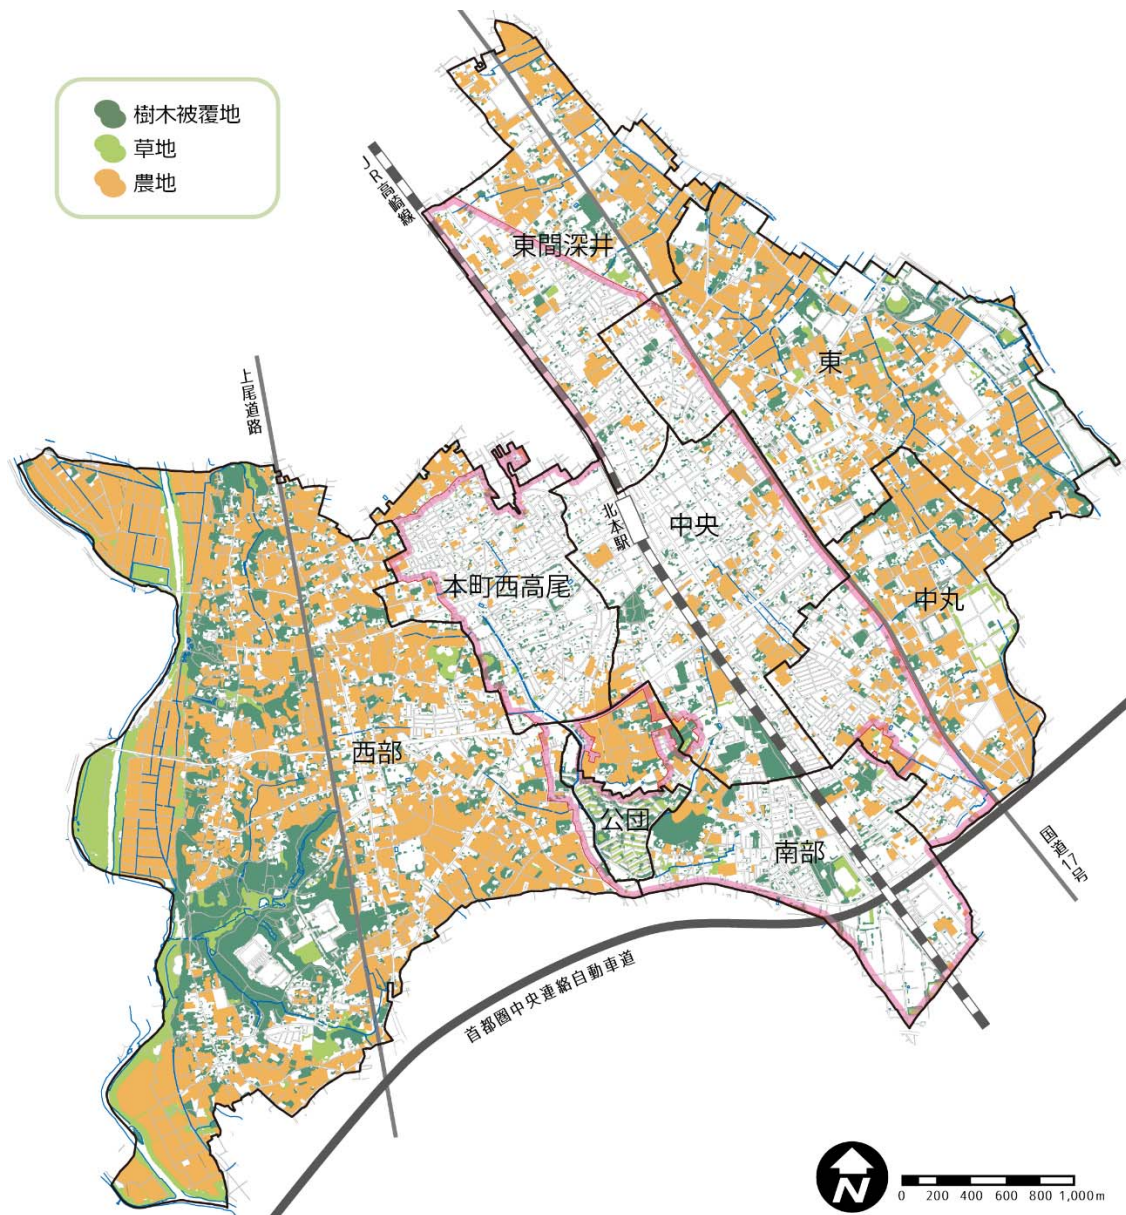 樹木被覆地
草地
農地
JR高崎線
東間深井
東
上尾道路
北本駅
中央
本町西高尾
中丸
西部
公団
南部
国道17号
首都圏中央連絡自動車道
N
0 200 400 600 800 1,000m